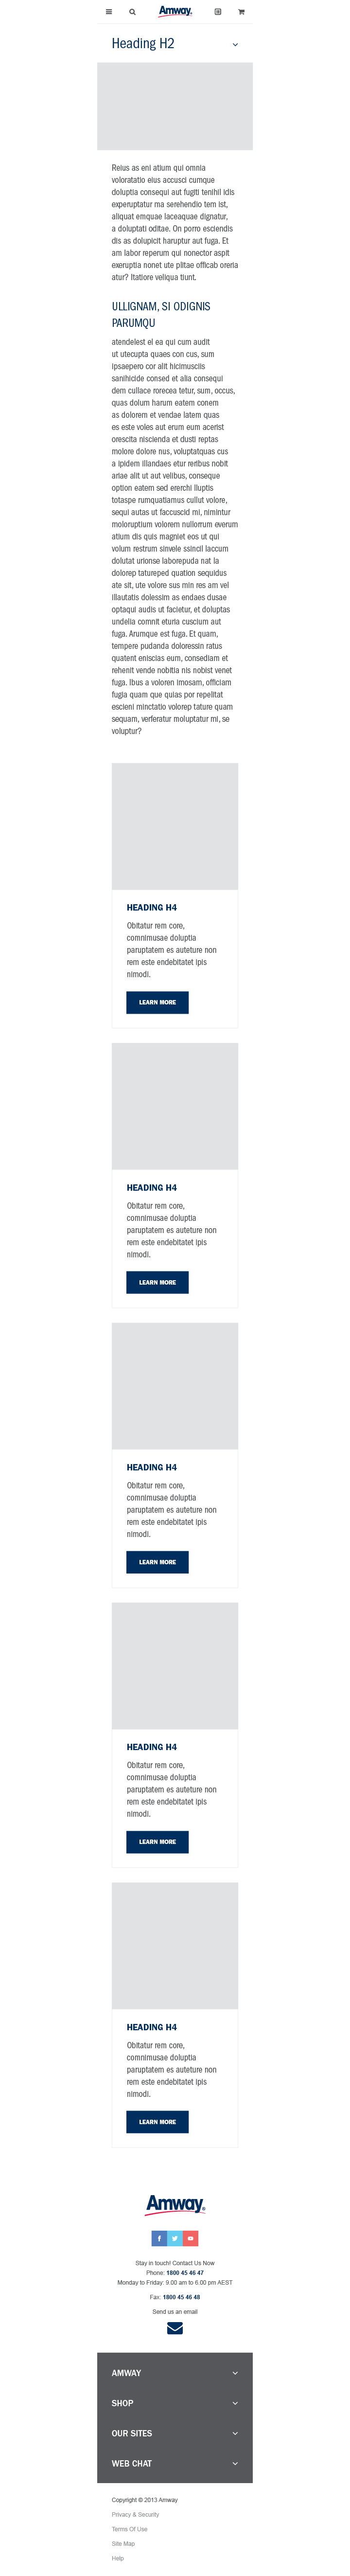 Amway
Heading H2
Reius as eni atium qui omnia
voloratatio eius accusci cumque
doluptia consequi aut fugiti tenihil idis
experuptatur ma serehendio tem ist,
aliquat emquae laceaquae dignatur,
a doluptati oditae. On porro esciendis
dis as dolupicit haruptur aut fuga. Et
am labor reperum qui nonector aspit
exeruptia nonet ute plitae officab oreria
atur? Itatiore veliqua tiunt.
ULLIGNAM, SI ODIGNIS
PARUMQU
atendelest el ea qui cum audit
ut utecupta quaes con cus, sum
ipsaepero cor alit hicimusciis
sanihicide consed et alia consequi
dem cullace roreoea tetur, sum, occus,
quas dolum harum eatem conem
as dolorem et vendae latem quas
es este voles aut erum eum acerist
orescita niscienda et dusti reptas
molore dolore nus, voluptatquas cus
a ipidem illandaes etur reribus nobit
ariae alit ut aut velibus, conseque
option eatem sed ererchi lluptis
totaspe rumquatiamus cullut volore,
sequi autas ut faccuscid mi, nimintur
moloruptium volorem nullorrum everum
atium dis quis magniet eos ut qui
volum restrum sinvele ssincil laccum
dolutat urionse laborepuda nat la
dolorep tatureped quation sequidus
ate sit, ute volore sus min res am vel
illautatis dolessim as endaes dusae
optaqui audis ut facietur, et doluptas
undelia comnit eturia cuscium aut
fuga. Arumque est fuga. Et quam,
tempere pudanda doloressin ratus
quatent eniscias eum, consediam et
rehenit vende nobitia nis nobist venet
fuga. Ibus a voloren imosam, officiam
fugia quam que quias por repelitat
escieni minctatio volorep tature quam
sequam, verferatur moluptatur mi, se
voluptur?
HEADING H4
Obitatur rem core,
comnimusae doluptia
paruptatem es auteture non
rem este endebitatet ipis
nimodi.
LEARN MORE
HEADING H4
Obitatur rem core,
comnimusae doluptia
paruptatem es auteture non
rem este endebitatet ipis
nimodi.
LEARN MORE
HEADING H4
Obitatur rem core,
comnimusae doluptia
paruptatem es auteture non
rem este endebitatet ipis
nimodi.
LEARN MORE
HEADING H4
Obitatur rem core,
comnimusae doluptia
paruptatem es auteture non
rem este endebitatet ipis
nimodi.
LEARN MORE
HEADING H4
Obitatur rem core,
comnimusae doluptia
paruptatem es auteture non
rem este endebitatet ipis
nimodi.
LEARN MORE
Amway
Stay in touch! Contact Us Now
Phone: 1800 45 46 47
Monday to Friday: 9.00 am to 6.00 pm AEST
Fax: 1800 45 46 48
Send us an email
AMWAY
SHOP
OUR SITES
WEB CHAT
Copyright © 2013 Amway
Privacy & Security
Terms Of Use
Site Map
Help